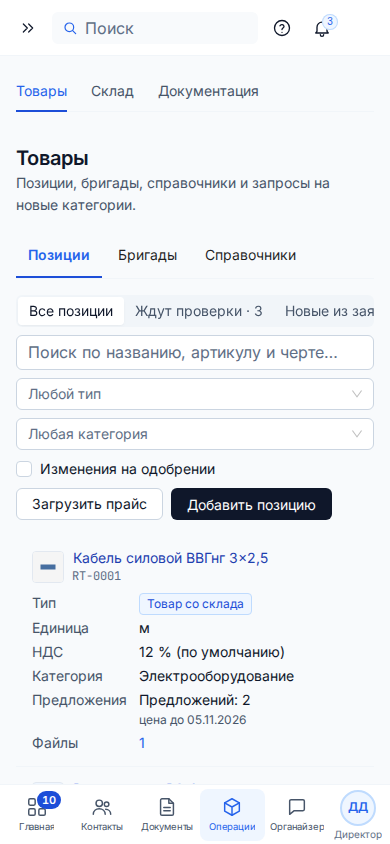 Поиск
3
Товары
Склад
Документация
Товары
Позиции, бригады, справочники и запросы на
новые категории.
Позиции
Бригады
Справочники
Все позиции
Ждут проверки · 3
Новые из зая
Поиск по названию, артикулу и черте...
Любой тип
Любая категория
Изменения на одобрении
Загрузить прайс
Добавить позицию
Кабель силовой ВВГнг 3×2,5
RT-0001
Тип
Товар со склада
Единица
м
НДС
12 % (по умолчанию)
Категория
Электрооборудование
Предложения
Предложений: 2
цена до 05.11.2026
Файлы
1
10
Главная
Контакты
Документы
Операции
Органайзер
ДД
Директор